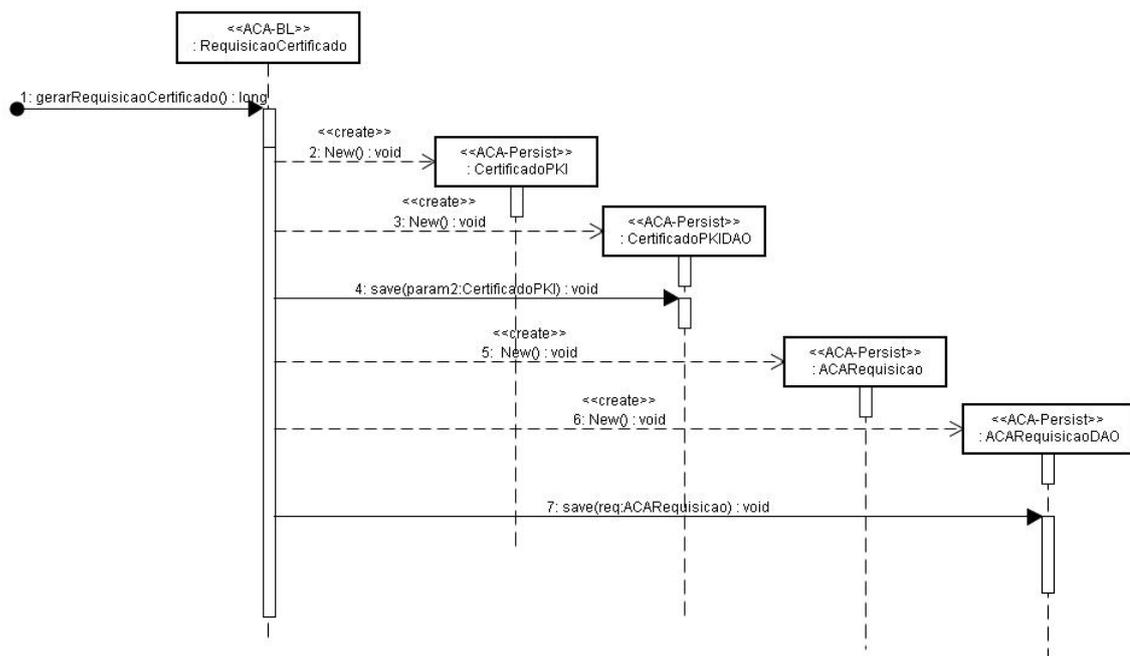 <<ACA-BL>>
: RequisicaoCertificado
1: gerarRequisicaoCertificado() : long
<<create>>
2: New() : void
<<ACA-Persist>>
: CertificadoPKI
<<create>>
3: New() : void
<<ACA-Persist>>
: CertificadoPKIDAO
4: save(param2:CertificadoPKI) : void
<<create>>
5: New() : void
<<ACA-Persist>>
: ACARequisicao
<<create>>
6: New() : void
<<ACA-Persist>>
: ACARequisicaoDAO
7: save(req:ACARequisicao) : void